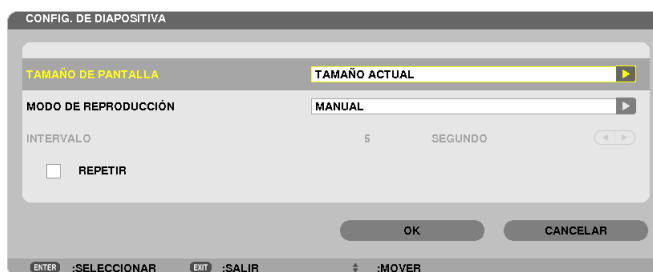 CONFIG. DE DIAPOSITIVA
TAMAÑO DE PANTALLA TAMAÑO ACTUAL
MODO DE REPRODUCCIÓN MANUAL
INTERVALO 5 SEGUNDO
REPETIR
OK CANCELAR
ENTER :SELECCIONAR EXIT :SALIR :MOVER